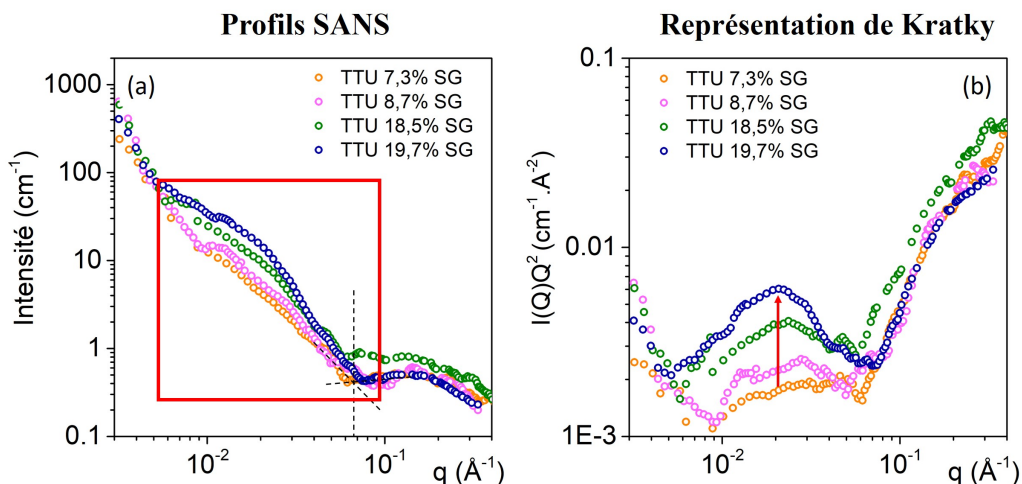 Profils SANS
Représentation de Kratky
(a)
TTU 7,3% SG
TTU 8,7% SG
TTU 18,5% SG
TTU 19,7% SG
1000
100
10
1
0.1
Intensité (cm⁻¹)
10⁻²
10⁻¹
q (Å⁻¹)
(b)
TTU 7,3% SG
TTU 8,7% SG
TTU 18,5% SG
TTU 19,7% SG
0.1
0.01
1E-3
I(Q)Q² (cm⁻¹.A⁻²)
10⁻²
10⁻¹
q (Å⁻¹)